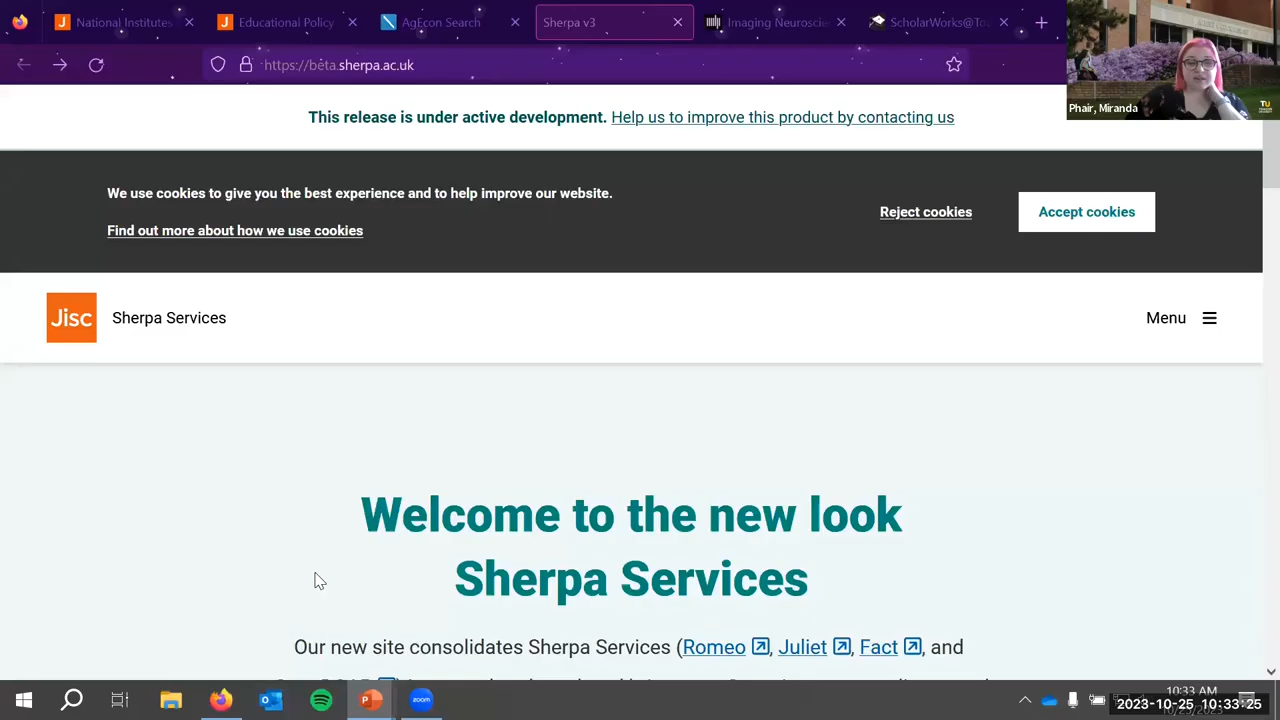 National Institutes
Educational Policy
AgEcon Search
Sherpa v3
Imaging Neuroscie
ScholarWorks@To
https://beta.sherpa.ac.uk
Phair, Miranda
TU
This release is under active development. Help us to improve this product by contacting us
We use cookies to give you the best experience and to help improve our website.
Find out more about how we use cookies
Reject cookies
Accept cookies
Jisc
Sherpa Services
Menu
Welcome to the new look
Sherpa Services
Our new site consolidates Sherpa Services (Romeo, Juliet, Fact, and
zoom
10:33 AM
2023-10-25 10:33:25